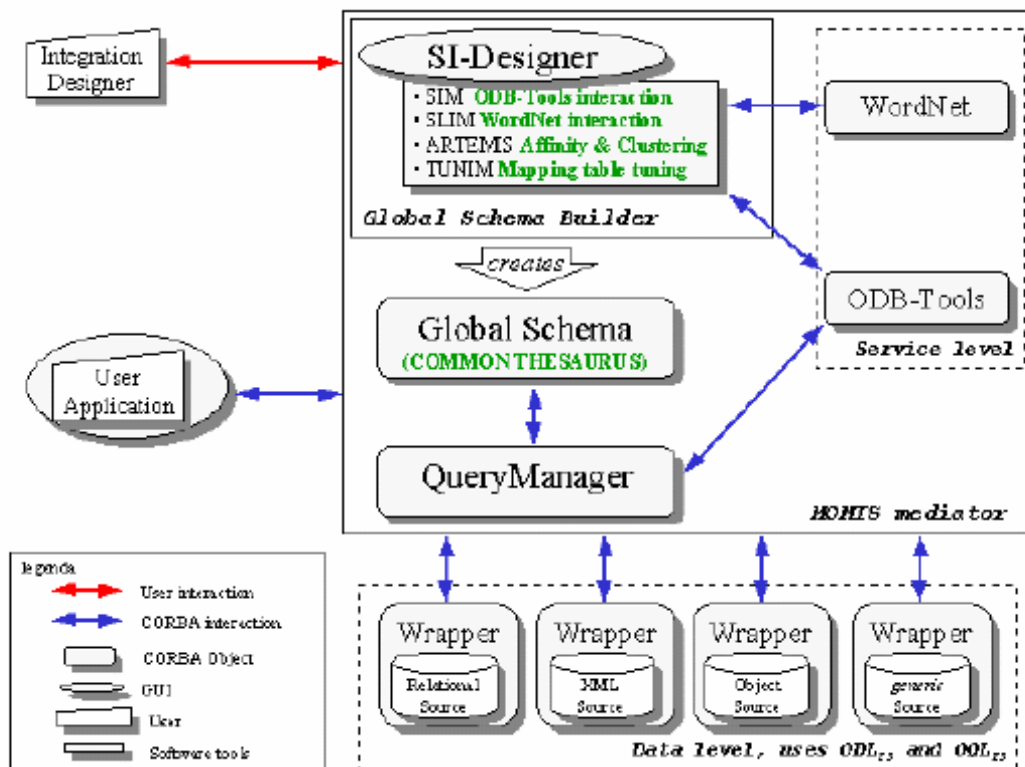 Integration
Designer
SI-Designer
• SIM ODB-Tools interaction
• SLIM WordNet interaction
• ARTEMIS Affinity & Clustering
• TUNIM Mapping table tuning
Global Schema Builder
WordNet
ODB-Tools
Service level
creates
Global Schema
(COMMON THESAURUS)
User
Application
QueryManager
MOMIS mediator
legenda
User interaction
CORBA interaction
CORBA Object
GUI
User
Software tools
Wrapper
Relational
Source
Wrapper
XML
Source
Wrapper
Object
Source
Wrapper
generic
Source
Data level, uses ODL_I3 and OQL_I3